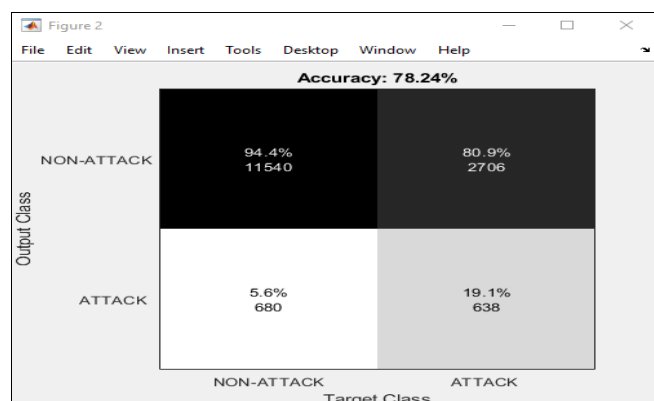 Figure 2
File Edit View Insert Tools Desktop Window Help
Accuracy: 78.24%
Output Class
NON-ATTACK
94.4%
11540
80.9%
2706
ATTACK
5.6%
680
19.1%
638
NON-ATTACK ATTACK
Target Class